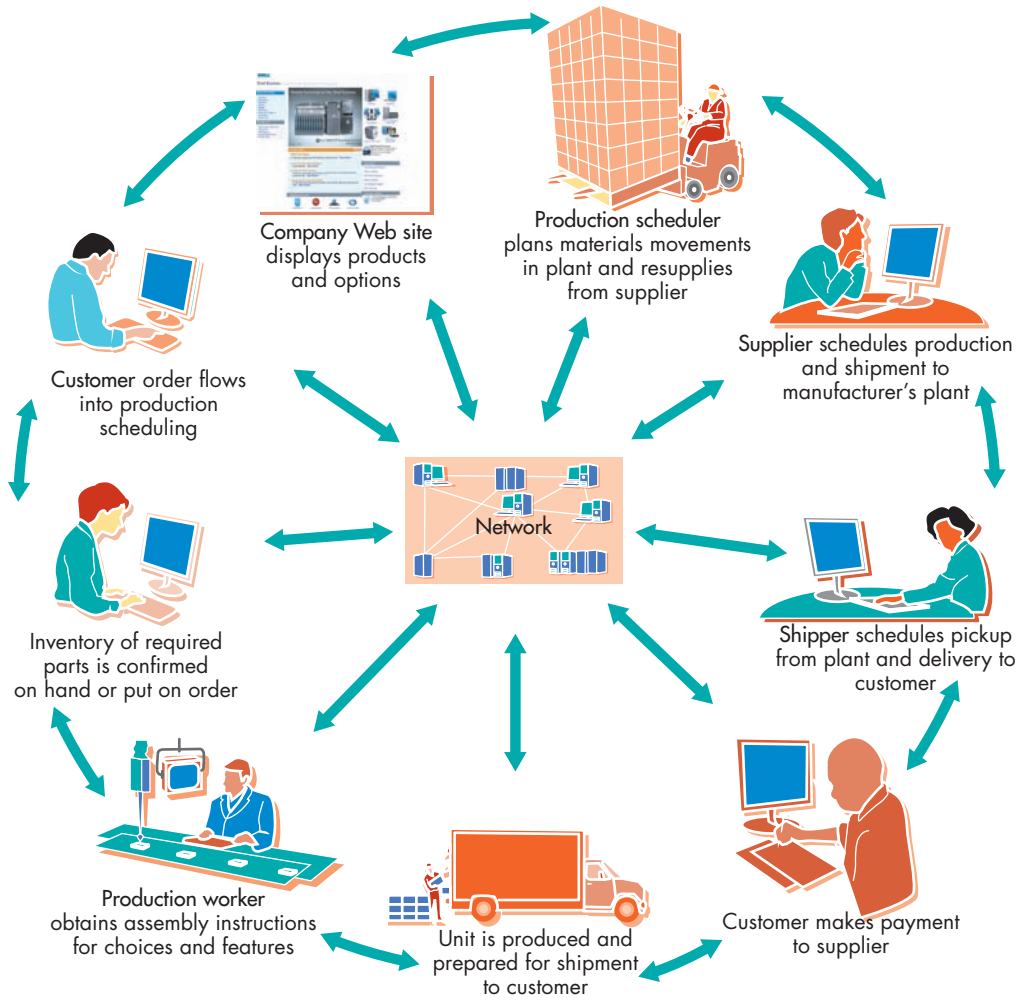 Company Web site
displays products
and options
Production scheduler
plans materials movements
in plant and resupplies
from supplier
Supplier schedules production
and shipment to
manufacturer's plant
Customer order flows
into production
scheduling
Network
Inventory of required
parts is confirmed
on hand or put on order
Shipper schedules pickup
from plant and delivery to
customer
Production worker
obtains assembly instructions
for choices and features
Unit is produced and
prepared for shipment
to customer
Customer makes payment
to supplier